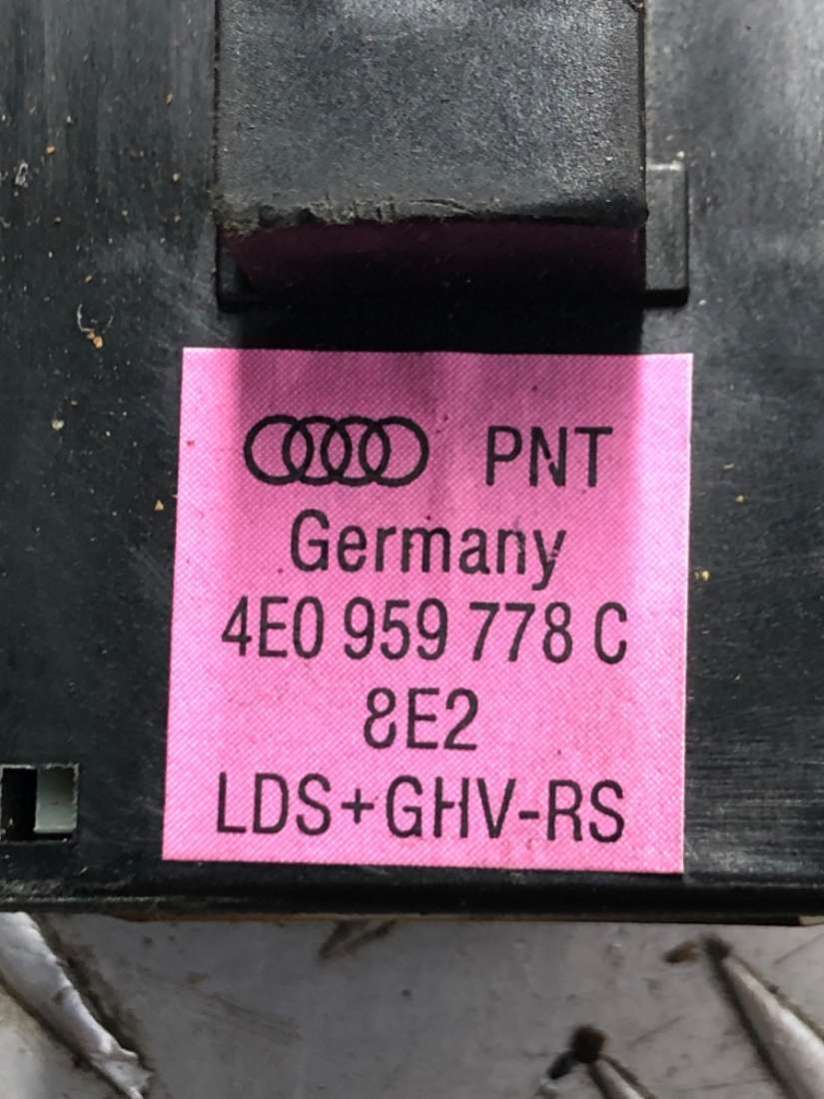 PNT
Germany
4E0 959 778 C
8E2
LDS+GHV-RS